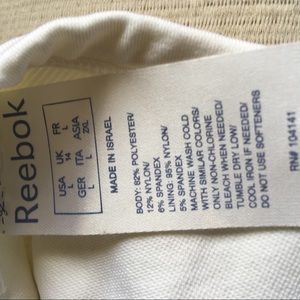 Reebok
USA L
UK 14
FR L
GER L
ITA L
ASIA 2XL
MADE IN ISRAEL
BODY: 82% POLYESTER/
12% NYLON/
6% SPANDEX
LINING: 95% NYLON/
5% SPANDEX
MACHINE WASH COLD
WITH SIMILAR COLORS/
ONLY NON-CHLORINE
BLEACH WHEN NEEDED/
TUMBLE DRY LOW/
COOL IRON IF NEEDED/
DO NOT USE SOFTENERS
RN# 104141